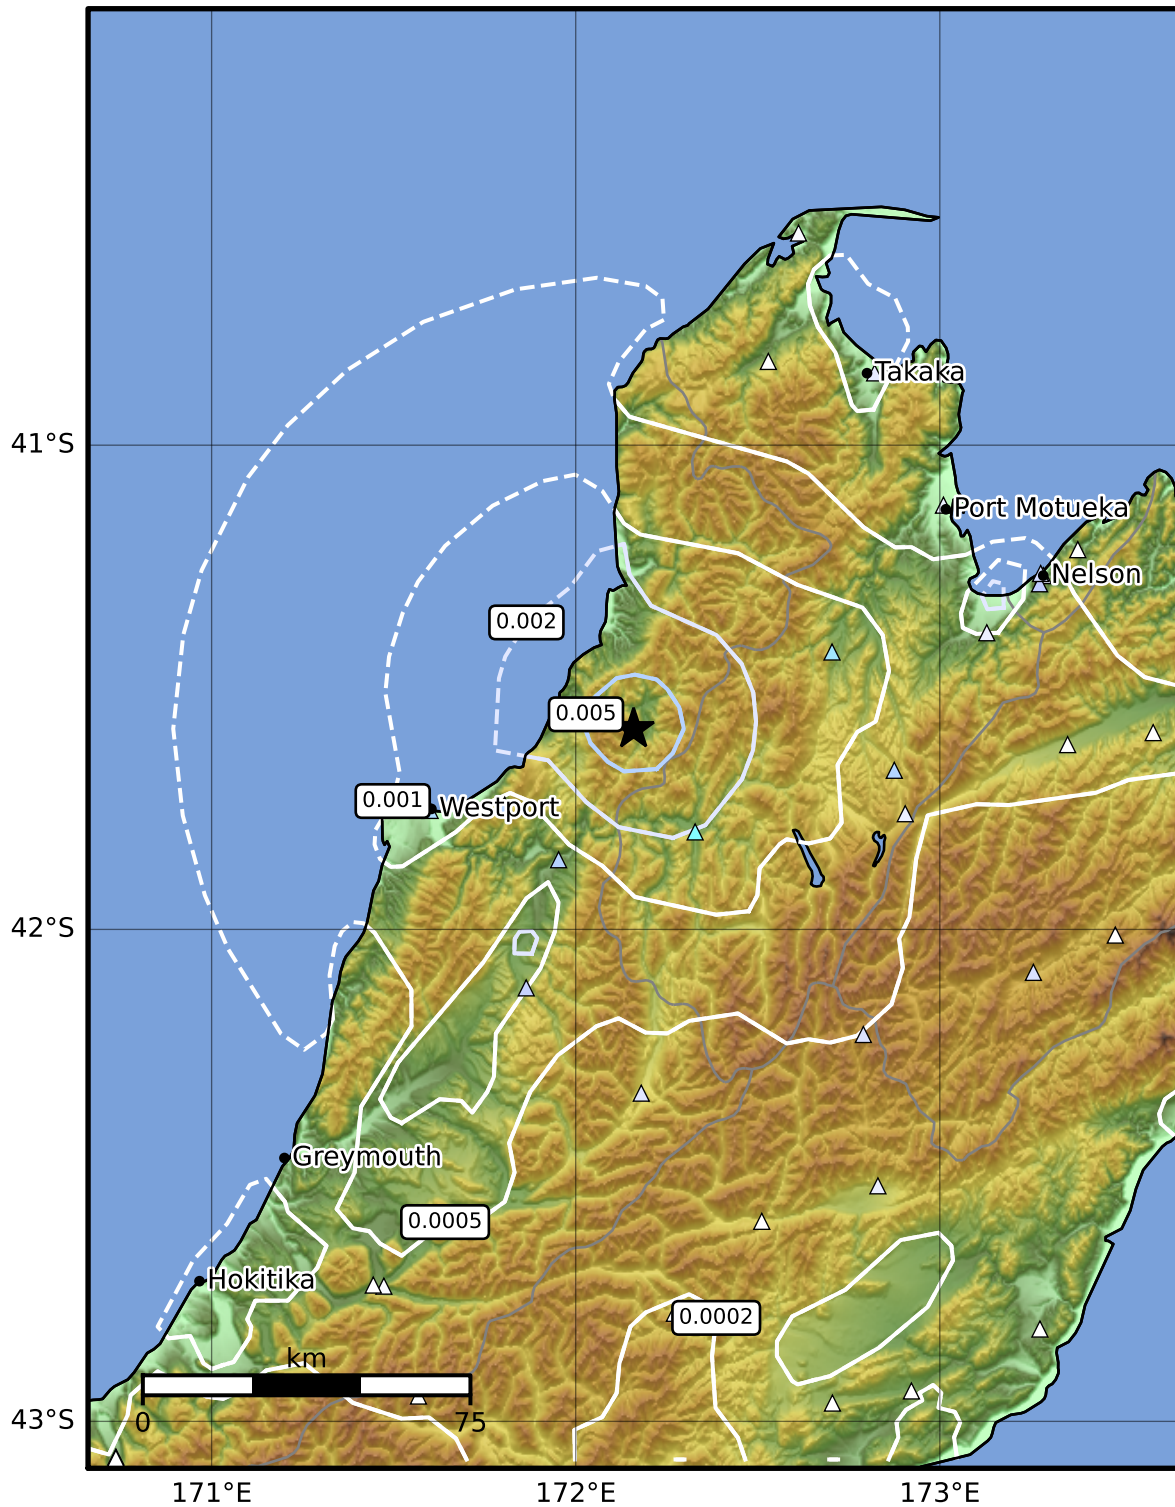 Takaka
41°S
Port Motueka
Nelson
0.002
0.005
0.001
Westport
42°S
Greymouth
0.0005
Hokitika
0.0002
km
0
75
43°S
171°E
172°E
173°E